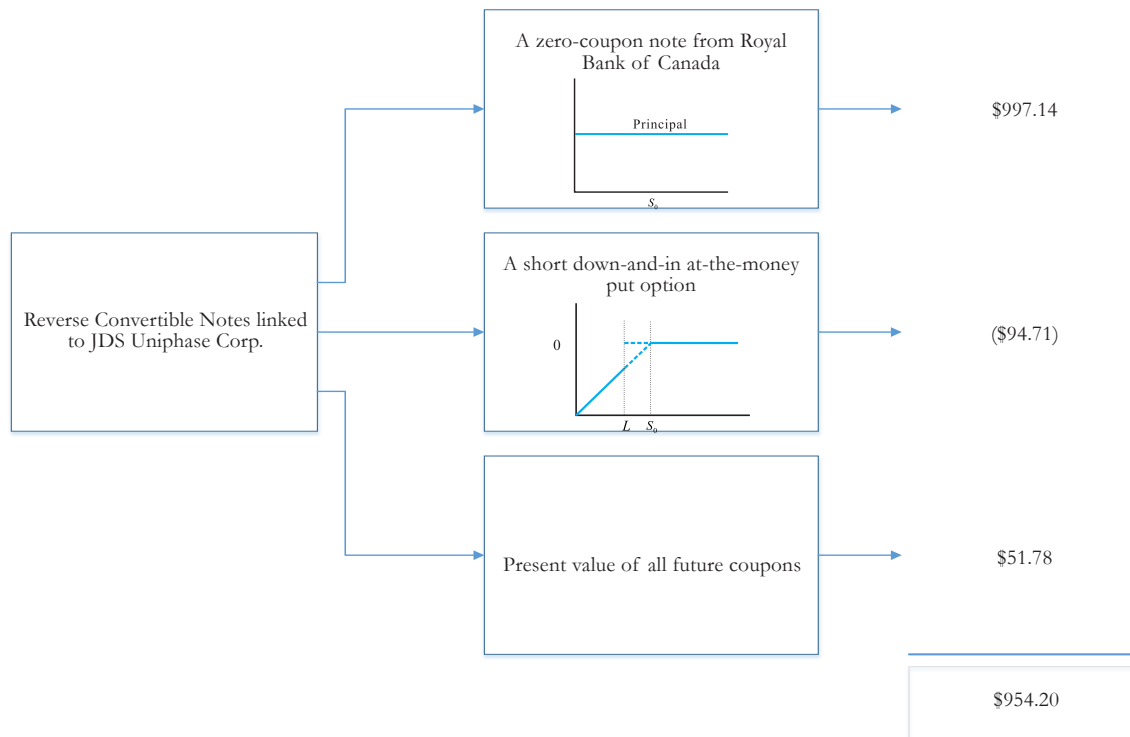 A zero-coupon note from Royal
Bank of Canada
Principal
S₀
$997.14
Reverse Convertible Notes linked
to JDS Uniphase Corp.
A short down-and-in at-the-money
put option
0
L S₀
($94.71)
Present value of all future coupons
$51.78
$954.20